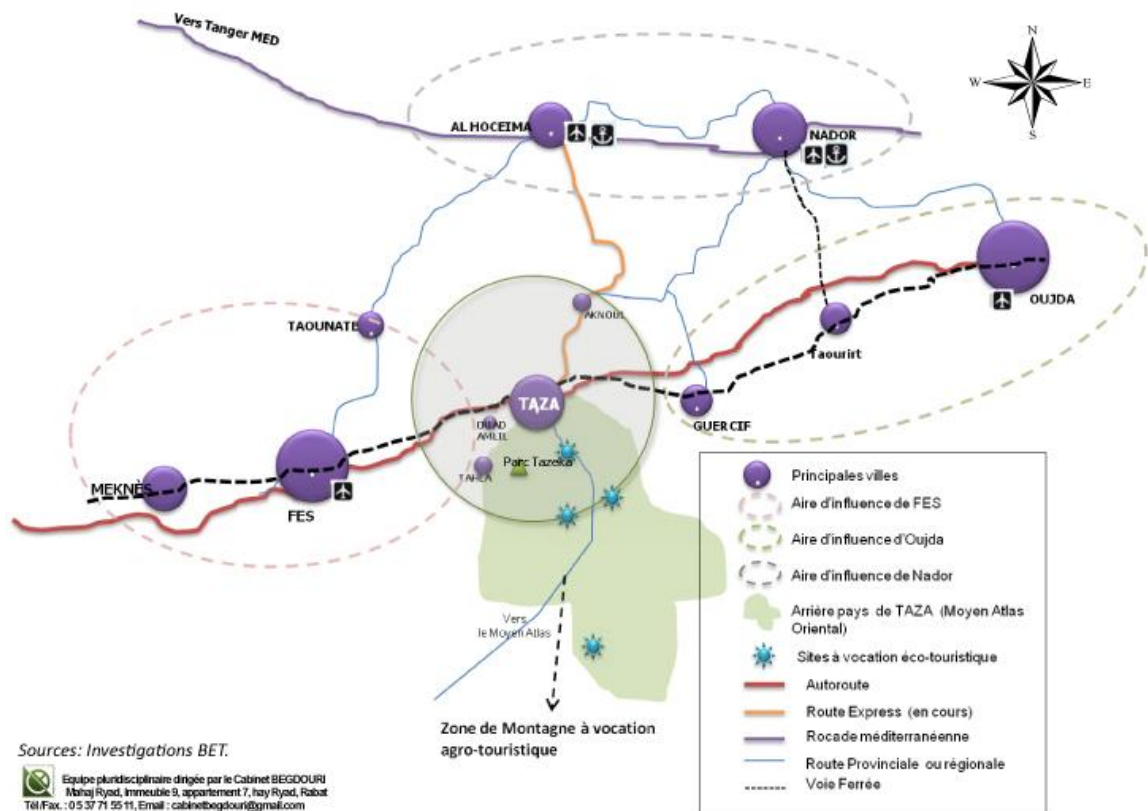 Vers Tanger MED
N
W
E
S
AL HOCEIMA
NADOR
OUJDA
TAOUNATE
AKNOUL
Taourirt
TAZA
GUERCIF
OUAD
AMLIL
TAHLA
Parc Tazeka
MEKNÈS
FES
Vers
le Moyen Atlas
Zone de Montagne à vocation
agro-touristique
Principales villes
Aire d'influence de FES
Aire d'influence d'Oujda
Aire d'influence de Nador
Arrière pays de TAZA (Moyen Atlas
Oriental)
Sites à vocation éco-touristique
Autoroute
Route Express (en cours)
Rocade méditerranéenne
Route Provinciale ou régionale
Voie Ferrée
Sources: Investigations BET.
Equipe pluridisciplinaire dirigée par le Cabinet BEGDOURI
Mahaj Ryad, Immeuble 9, appartement 7, hay Ryad, Rabat
Tél/Fax. : 05 37 71 55 11, Email : cabinetbegdouri@gmail.com